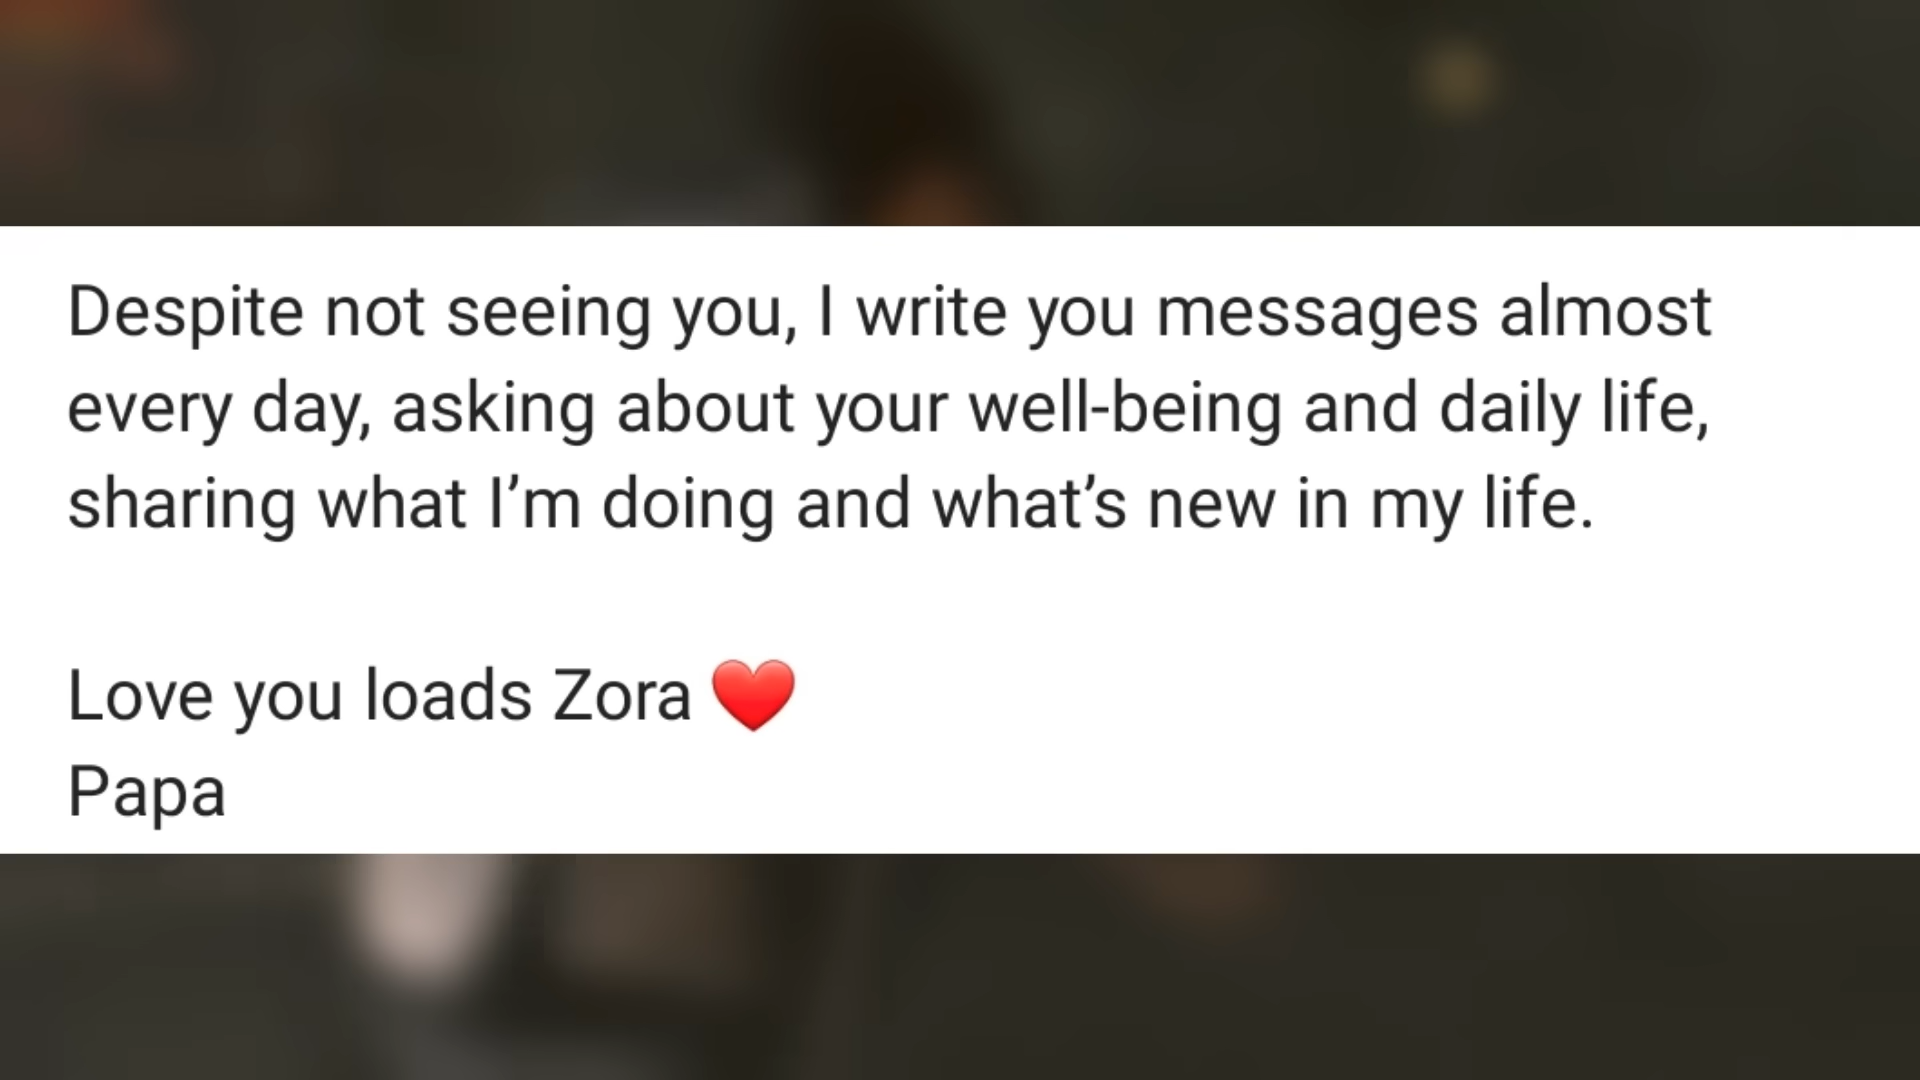 Despite not seeing you, I write you messages almost
every day, asking about your well-being and daily life,
sharing what I’m doing and what’s new in my life.
Love you loads Zora ❤️
Papa